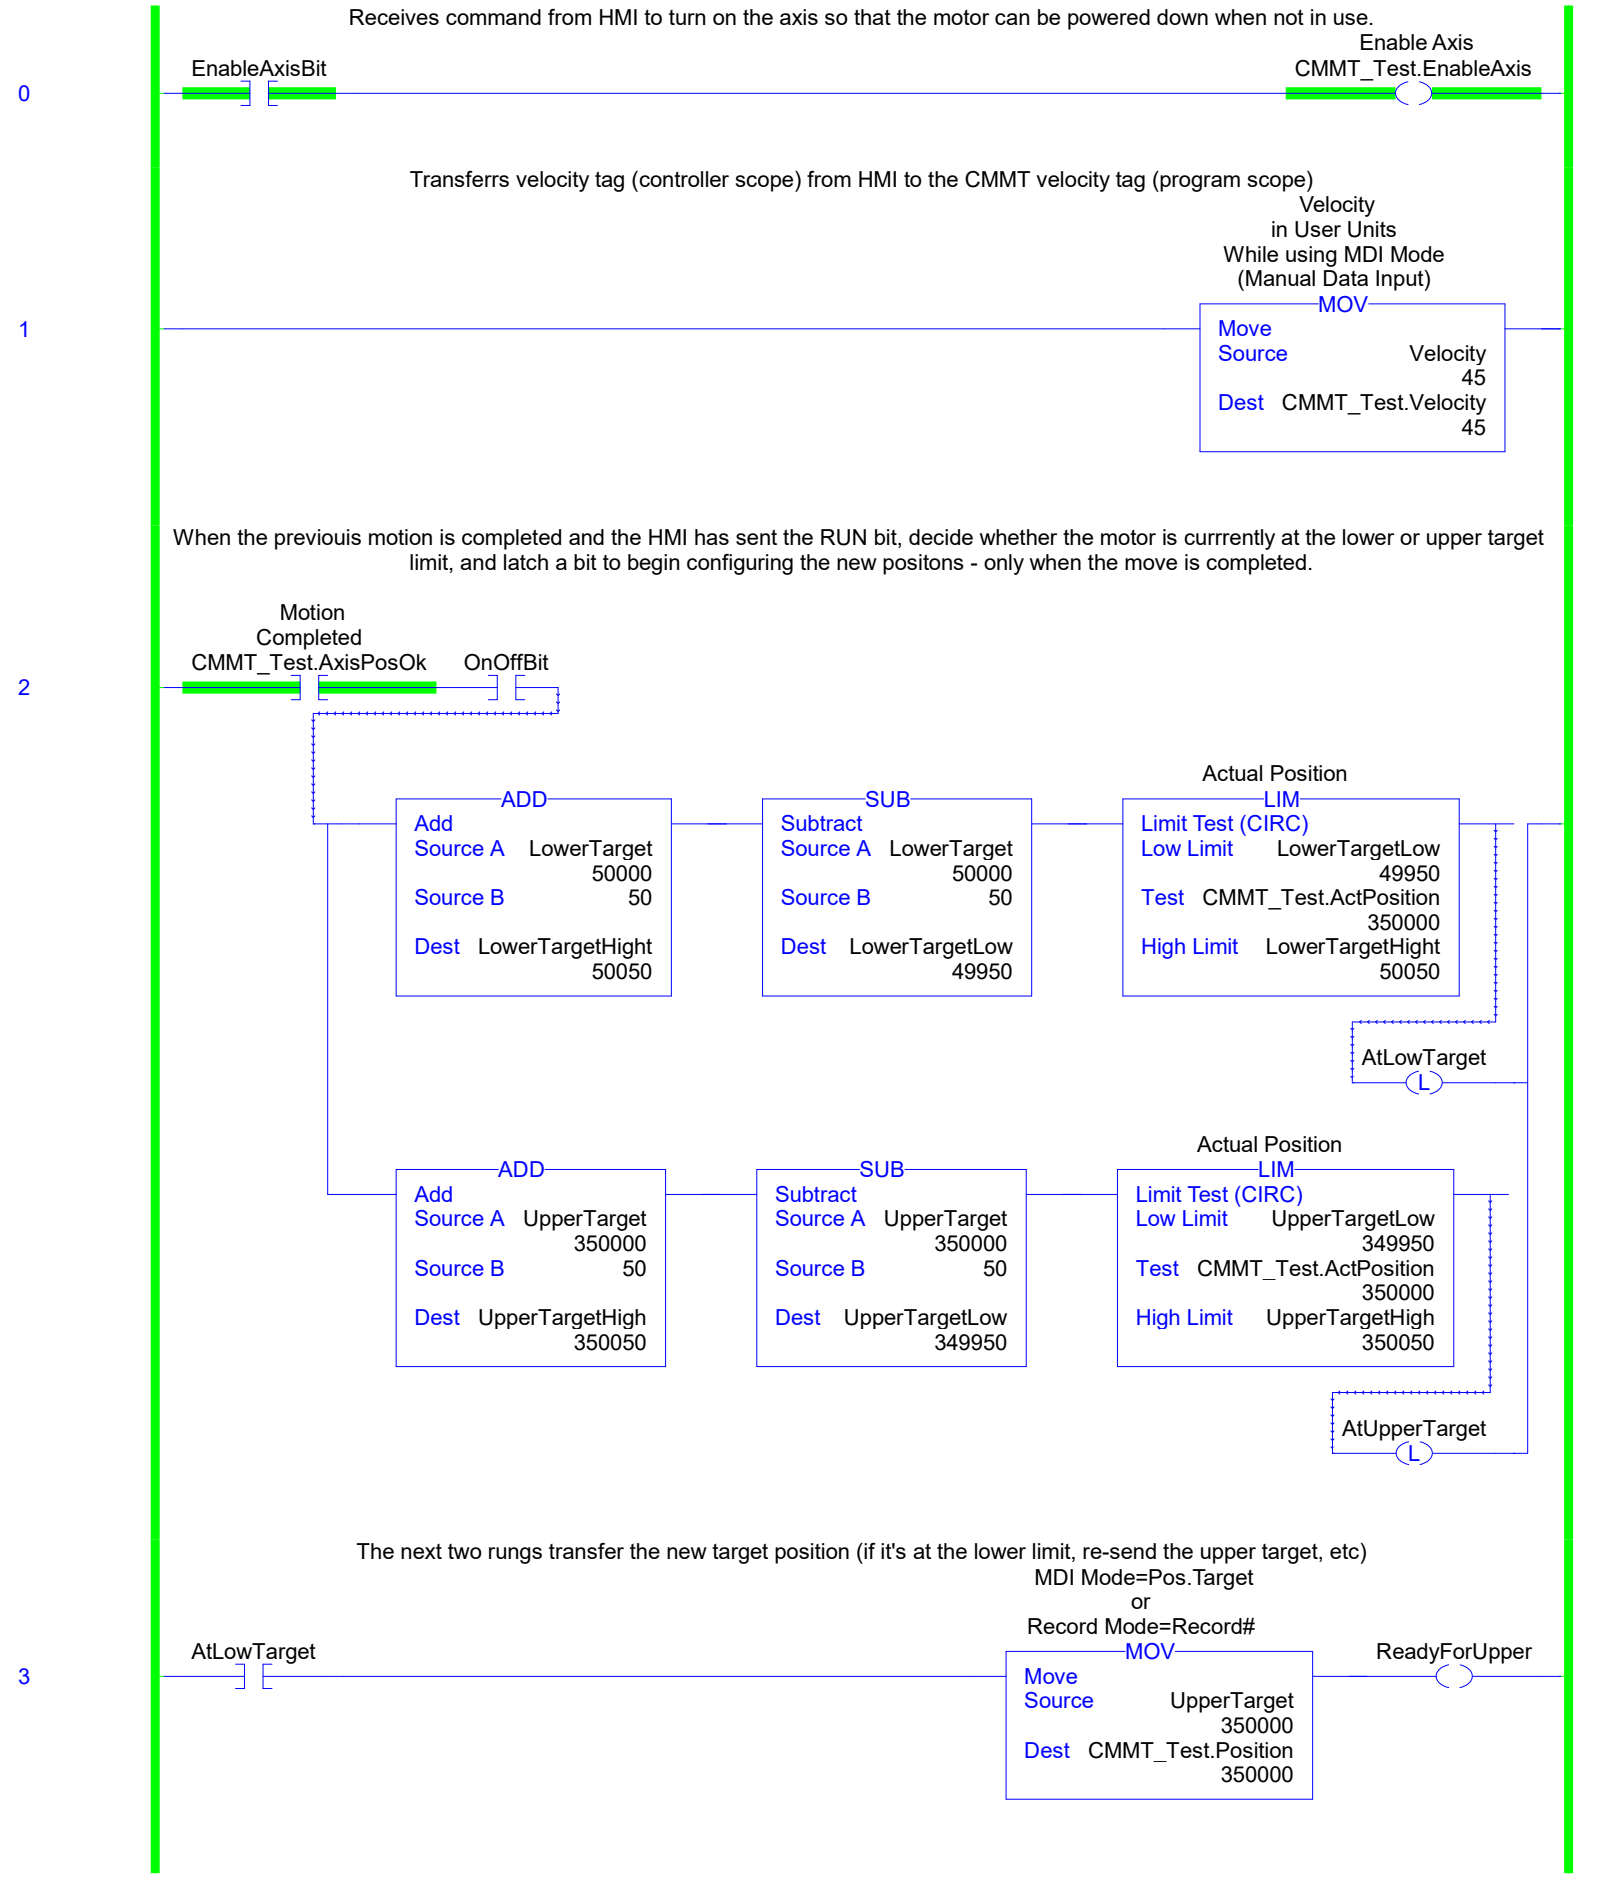 Receives command from HMI to turn on the axis so that the motor can be powered down when not in use.
Enable Axis
EnableAxisBit CMMT_Test.EnableAxis
0
Transferrs velocity tag (controller scope) from HMI to the CMMT velocity tag (program scope)
Velocity
in User Units
While using MDI Mode
(Manual Data Input)
MOV
1
Move
Source Velocity
45
Dest CMMT_Test.Velocity
45
When the previouis motion is completed and the HMI has sent the RUN bit, decide whether the motor is currrently at the lower or upper target
limit, and latch a bit to begin configuring the new positons - only when the move is completed.
Motion
Completed
CMMT_Test.AxisPosOk OnOffBit
2
Actual Position
ADD SUB LIM
Add Subtract Limit Test (CIRC)
Source A LowerTarget Source A LowerTarget Low Limit LowerTargetLow
50000 50000 49950
Source B 50 Source B 50 Test CMMT_Test.ActPosition
350000
Dest LowerTargetHight Dest LowerTargetLow High Limit LowerTargetHight
50050 49950 50050
AtLowTarget
L
Actual Position
ADD SUB LIM
Add Subtract Limit Test (CIRC)
Source A UpperTarget Source A UpperTarget Low Limit UpperTargetLow
350000 350000 349950
Source B 50 Source B 50 Test CMMT_Test.ActPosition
350000
Dest UpperTargetHigh Dest UpperTargetLow High Limit UpperTargetHigh
350050 349950 350050
AtUpperTarget
L
The next two rungs transfer the new target position (if it's at the lower limit, re-send the upper target, etc)
MDI Mode=Pos.Target
or
Record Mode=Record#
AtLowTarget MOV ReadyForUpper
3
Move
Source UpperTarget
350000
Dest CMMT_Test.Position
350000